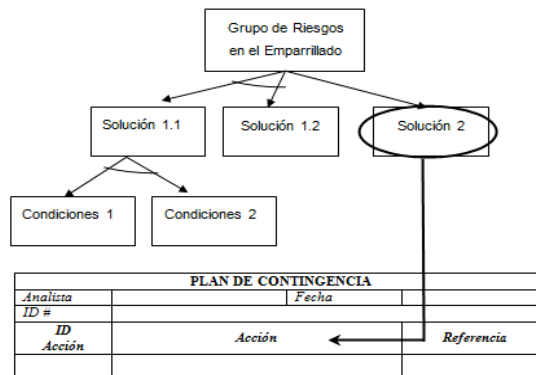 Grupo de Riesgos
en el Emparrillado
Solución 1.1
Solución 1.2
Solución 2
Condiciones 1
Condiciones 2
PLAN DE CONTINGENCIA
Analista
Fecha
ID #
ID
Acción
Acción
Referencia